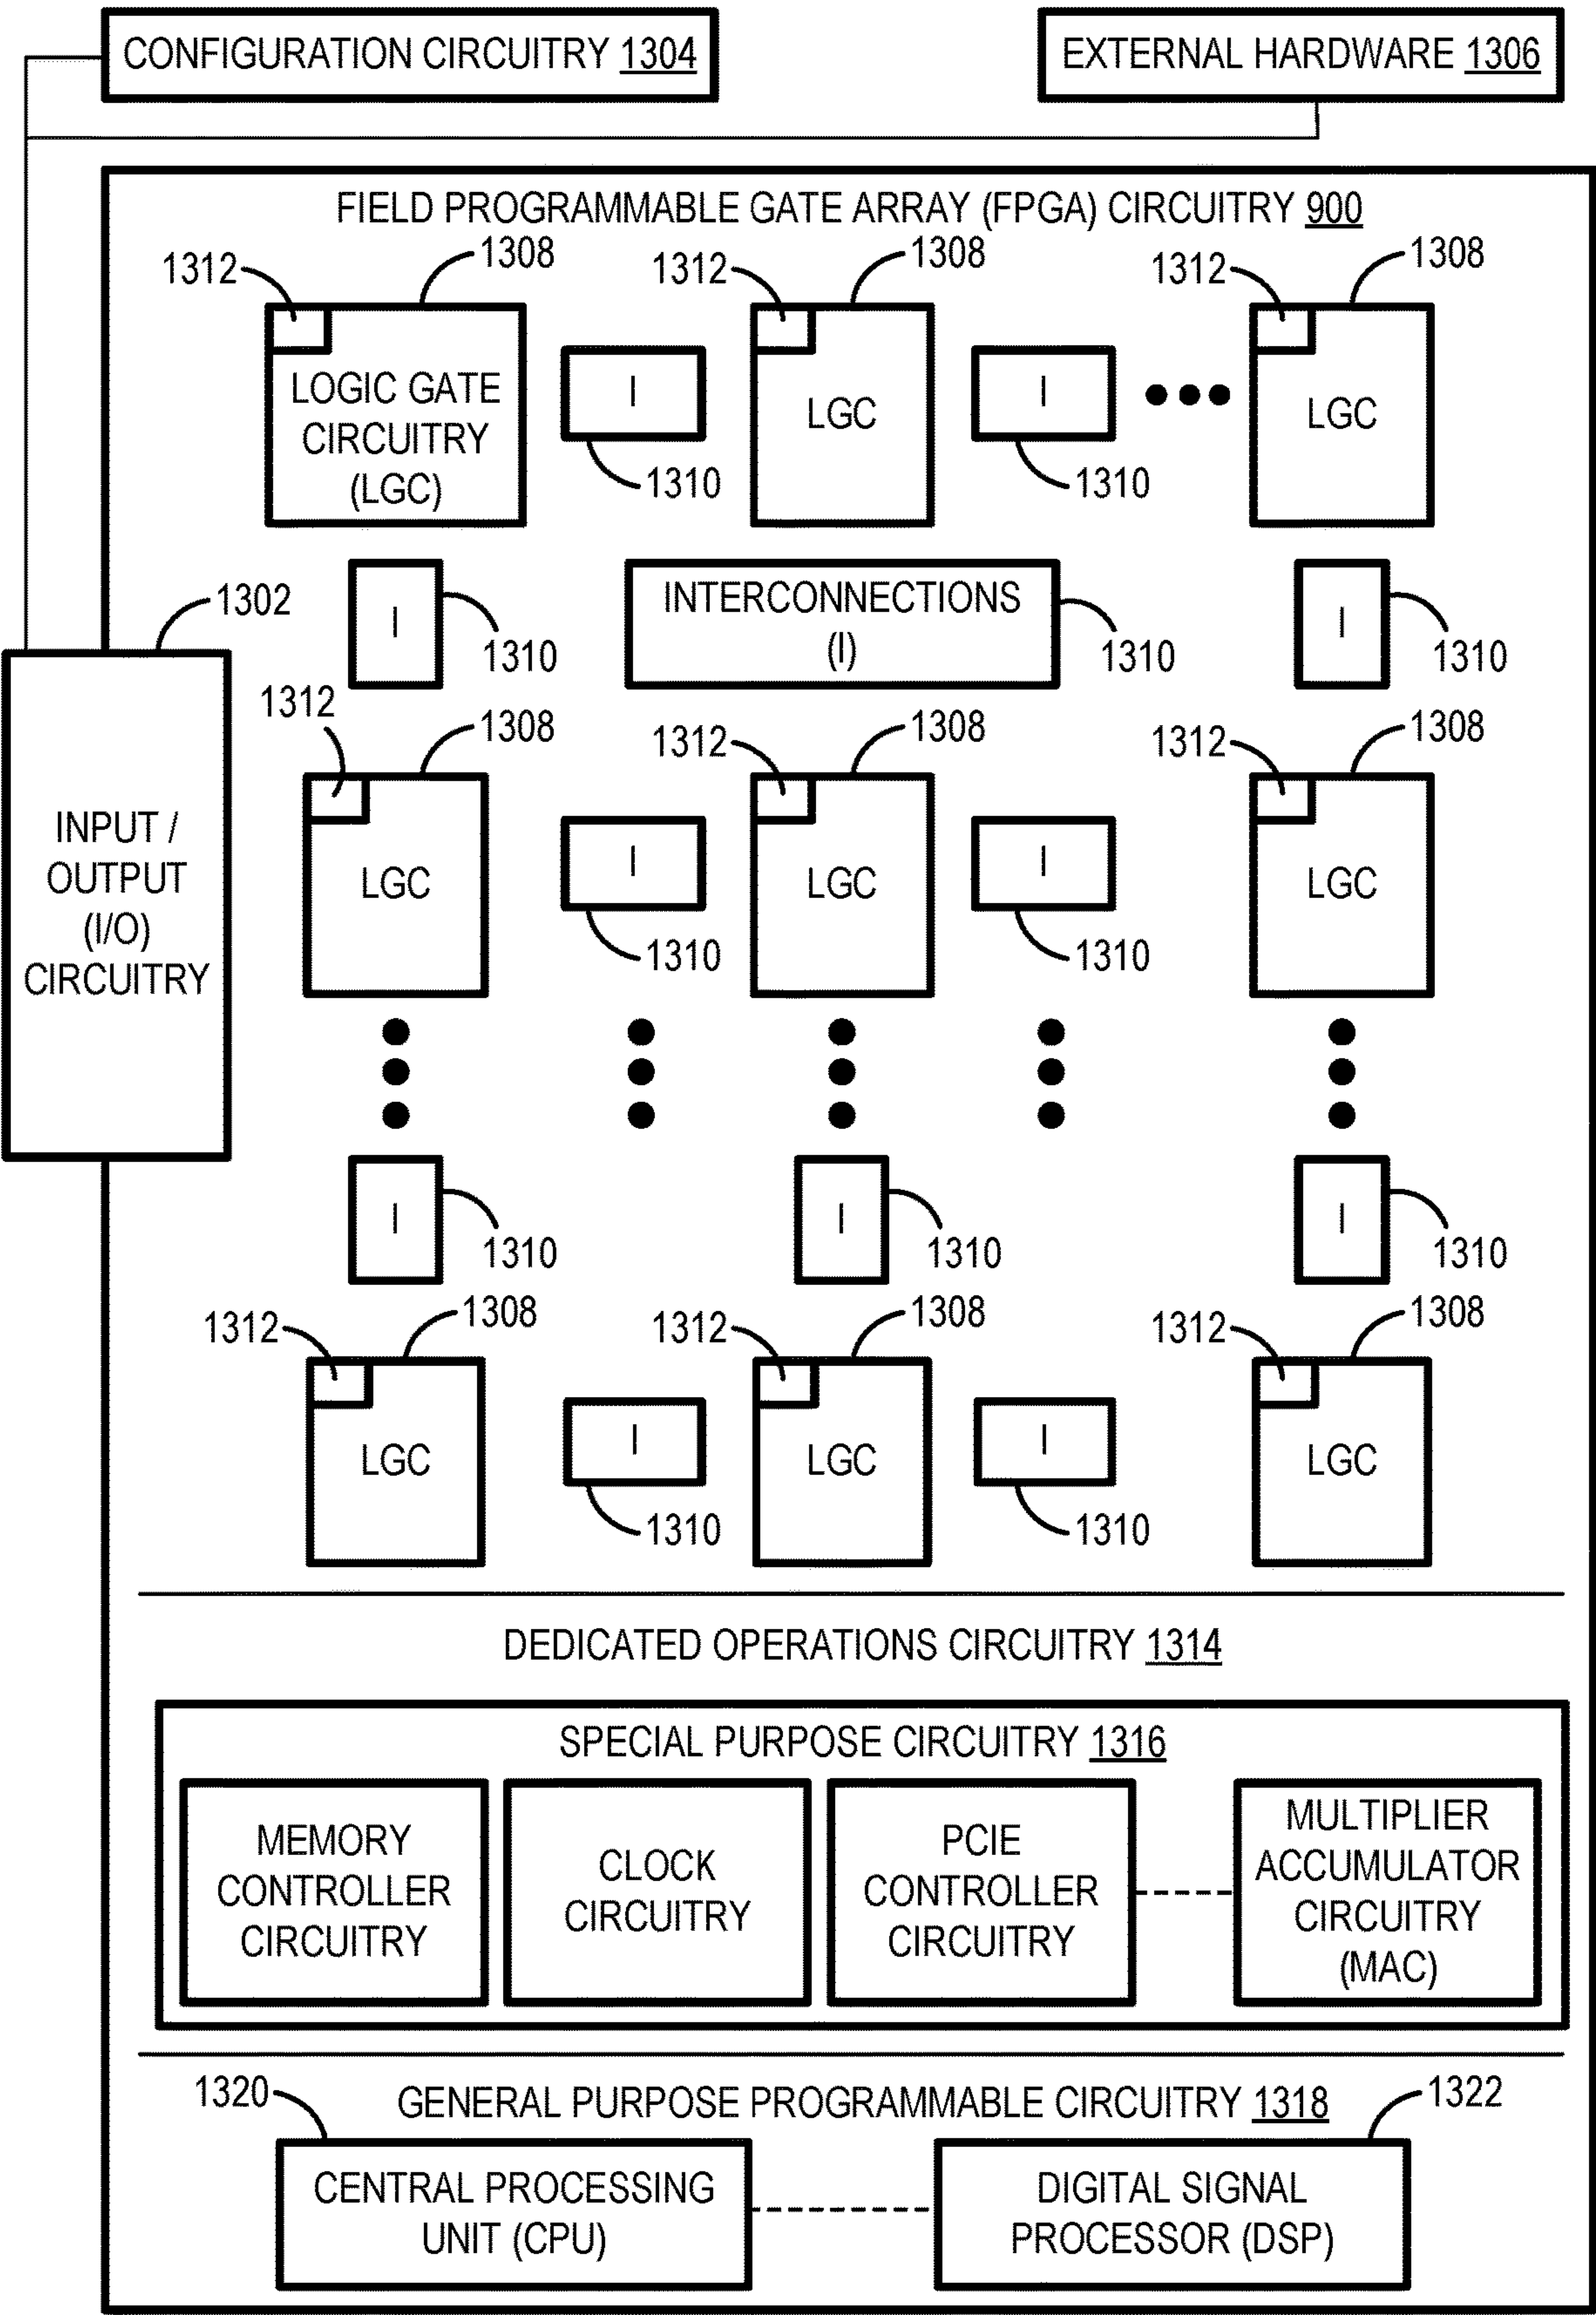 CONFIGURATION CIRCUITRY 1304
EXTERNAL HARDWARE 1306
FIELD PROGRAMMABLE GATE ARRAY (FPGA) CIRCUITRY 900
1312
1308
1312
1308
1312
1308
LOGIC GATE
CIRCUITRY
(LGC)
I
1310
LGC
I
1310
LGC
1302
I
1310
INTERCONNECTIONS
(I)
1310
I
1310
INPUT /
OUTPUT
(I/O)
CIRCUITRY
1312
1308
1312
1308
1312
1308
LGC
I
1310
LGC
I
1310
LGC
I
1310
I
1310
I
1310
1312
1308
1312
1308
1312
1308
LGC
I
1310
LGC
I
1310
LGC
DEDICATED OPERATIONS CIRCUITRY 1314
SPECIAL PURPOSE CIRCUITRY 1316
MEMORY
CONTROLLER
CIRCUITRY
CLOCK
CIRCUITRY
PCIE
CONTROLLER
CIRCUITRY
MULTIPLIER
ACCUMULATOR
CIRCUITRY
(MAC)
1320
GENERAL PURPOSE PROGRAMMABLE CIRCUITRY 1318
1322
CENTRAL PROCESSING
UNIT (CPU)
DIGITAL SIGNAL
PROCESSOR (DSP)